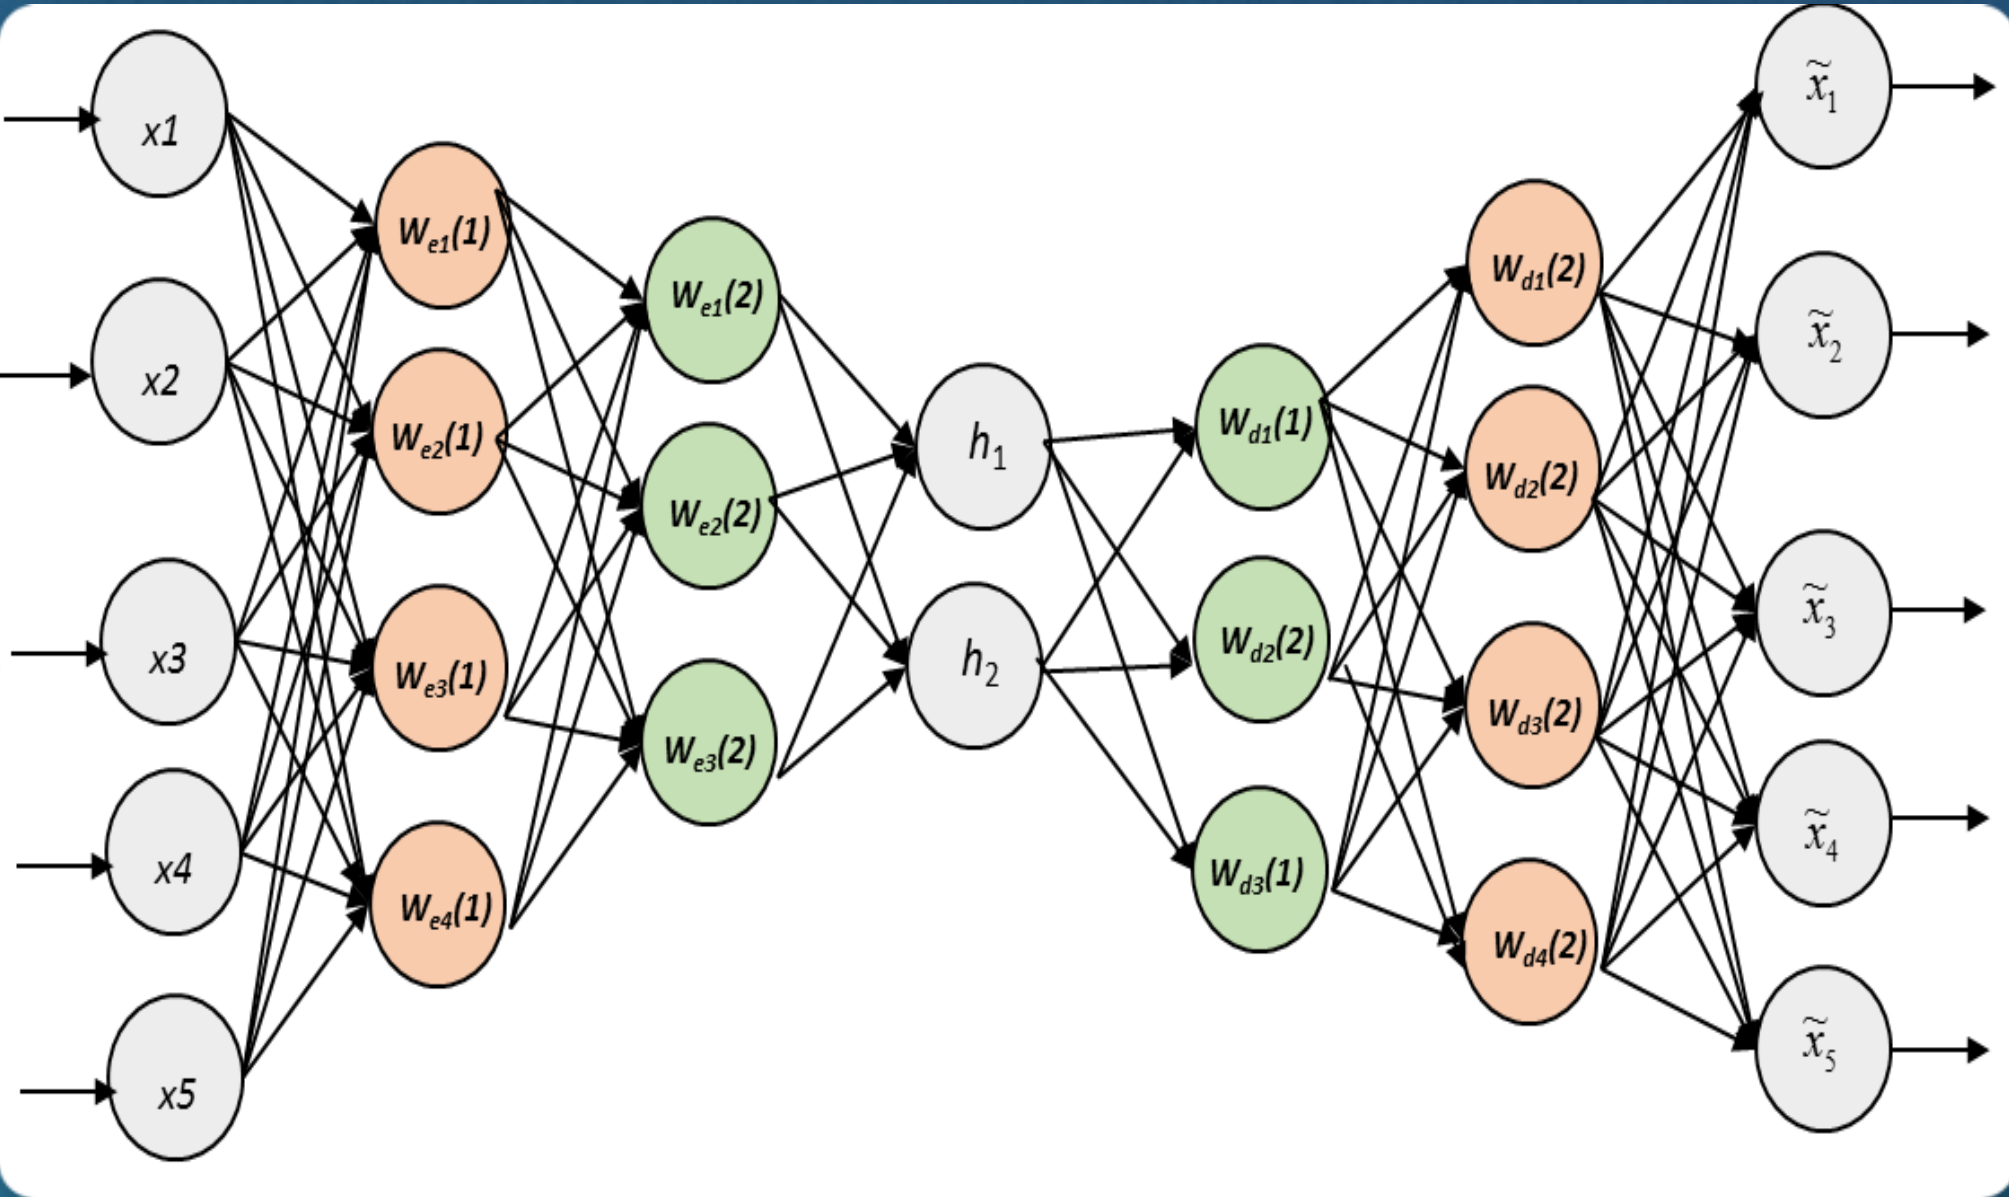 x1
x2
x3
x4
x5
We1(1)
We2(1)
We3(1)
We4(1)
We1(2)
We2(2)
We3(2)
h1
h2
Wd1(1)
Wd2(2)
Wd3(1)
Wd1(2)
Wd2(2)
Wd3(2)
Wd4(2)
x̃1
x̃2
x̃3
x̃4
x̃5